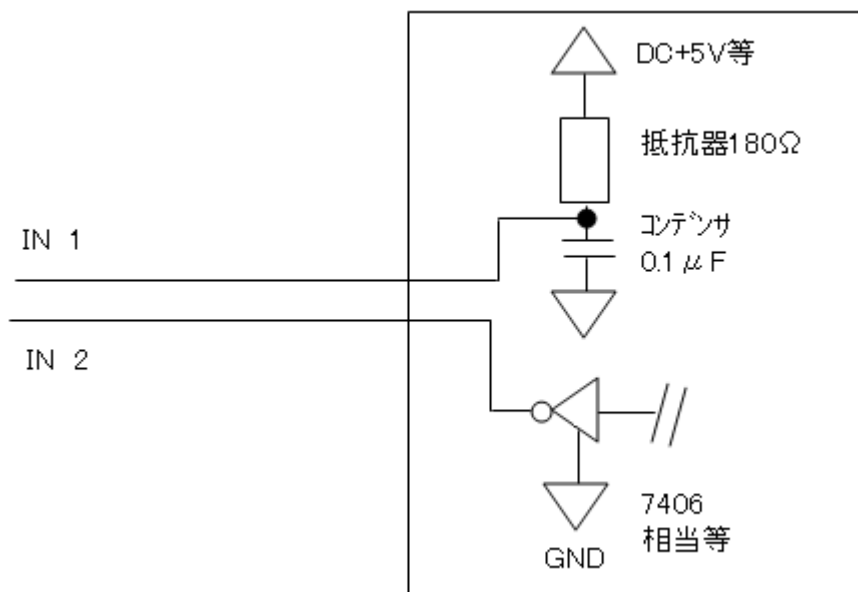 DC+5V等
抵抗器180Ω
コンデンサ
0.1μF
IN 1
IN 2
7406
相当等
GND